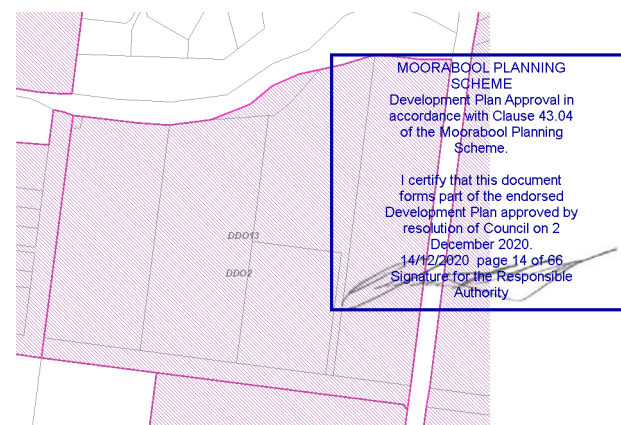 MOORABOOL PLANNING
SCHEME
Development Plan Approval in
accordance with Clause 43.04
of the Moorabool Planning
Scheme.
I certify that this document
forms part of the endorsed
Development Plan approved by
resolution of Council on 2
December 2020.
14/12/2020 page 14 of 66
Signature for the Responsible
Authority
DDO13
DDO2